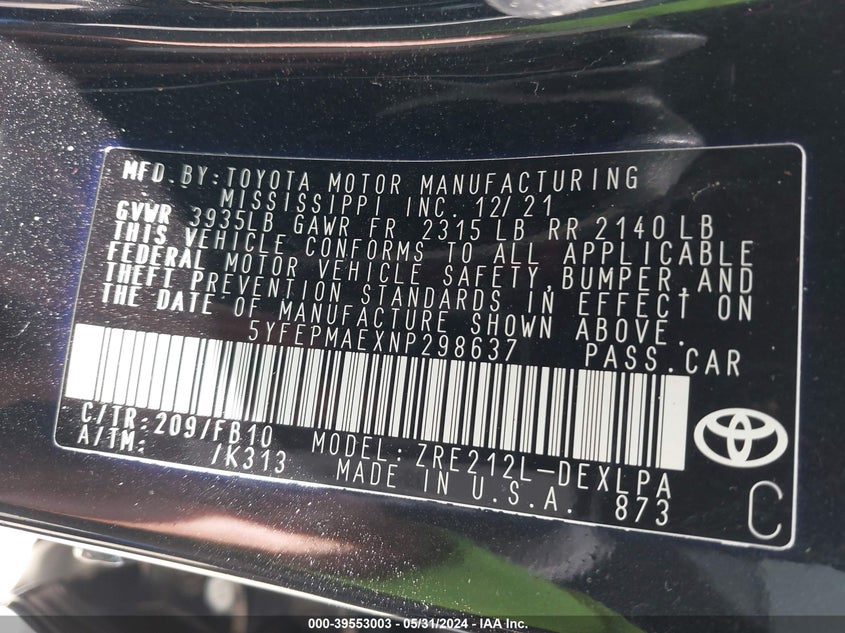 MFD. BY: TOYOTA MOTOR MANUFACTURING
MISSISSIPPI INC. 12/21
GVWR 3935LB GAWR FR 2315 LB RR 2140 LB
THIS VEHICLE CONFORMS TO ALL APPLICABLE
FEDERAL MOTOR VEHICLE SAFETY, BUMPER, AND
THEFT PREVENTION STANDARDS IN EFFECT ON
THE DATE OF MANUFACTURE SHOWN ABOVE.
5YFEPMAEXNP298637 PASS. CAR
C/TR: 209/FB10 MODEL: ZRE212L-DEXLPA
A/TM: /K313 MADE IN U.S.A. 873
C
000-39553003 - 05/31/2024 - IAA Inc.